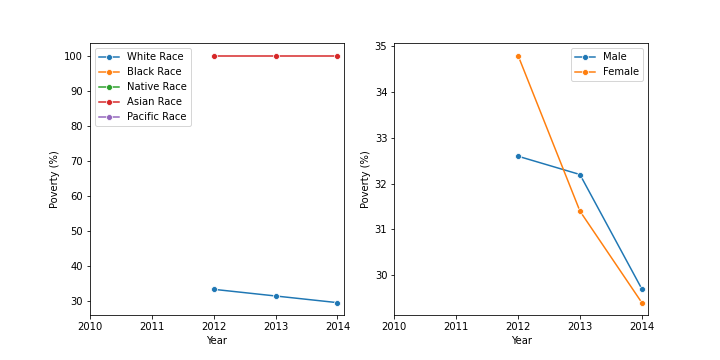 White Race
Black Race
Native Race
Asian Race
Pacific Race
100
90
80
70
60
50
40
30
Poverty (%)
2010 2011 2012 2013 2014
Year
Male
Female
35
34
33
32
31
30
Poverty (%)
2010 2011 2012 2013 2014
Year